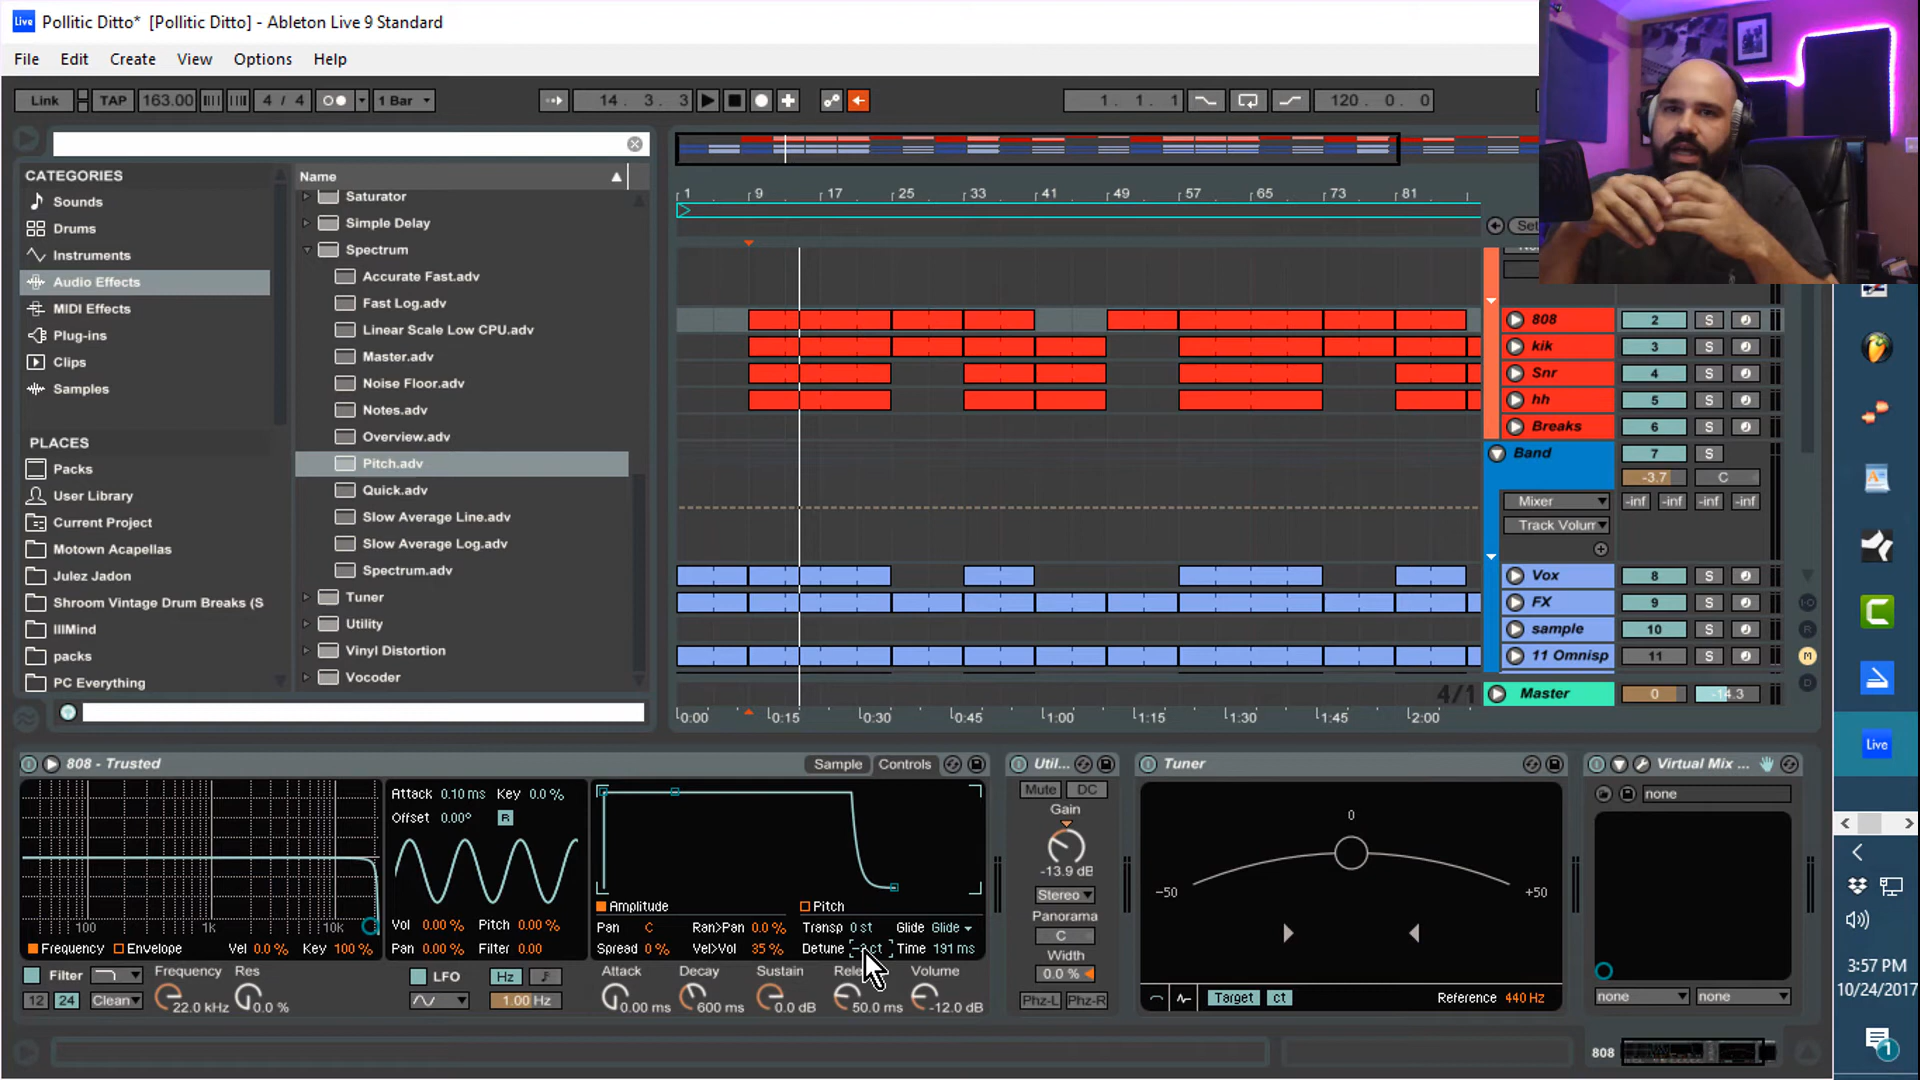 Live Pollitic Ditto* [Pollitic Ditto] - Ableton Live 9 Standard
File Edit Create View Options Help
Link TAP 163.00 4 / 4 1 Bar 14. 3. 3 1. 1. 1 120. 0. 0
CATEGORIES
Sounds
Drums
Instruments
Audio Effects
MIDI Effects
Plug-ins
Clips
Samples
PLACES
Packs
User Library
Current Project
Motown Acapellas
Julez Jadon
Shroom Vintage Drum Breaks (S
IllMind
packs
PC Everything
Name
Saturator
Simple Delay
Spectrum
Accurate Fast.adv
Fast Log.adv
Linear Scale Low CPU.adv
Master.adv
Noise Floor.adv
Notes.adv
Overview.adv
Pitch.adv
Quick.adv
Slow Average Line.adv
Slow Average Log.adv
Spectrum.adv
Tuner
Utility
Vinyl Distortion
Vocoder
1 9 17 25 33 41 49 57 65 73 81
Set
808 2 S
kik 3 S
Snr 4 S
hh 5 S
Breaks 6 S
Band 7 S
-3.7 C
Mixer -inf -inf -inf -inf
Track Volum
Vox 8 S
FX 9 S
sample 10 S
11 Omnisp 11 S
4/1 Master 0 -14.3
0:00 0:15 0:30 0:45 1:00 1:15 1:30 1:45 2:00
I·O
R
M
D
808 - Trusted Sample Controls
100 1k 10k
Frequency Envelope Vel 0.0 % Key 100 %
Filter Frequency Res
12 24 Clean 22.0 kHz 0.0 %
Attack 0.10 ms Key 0.0 %
Offset 0.00° R
Vol 0.00 % Pitch 0.00 %
Pan 0.00 % Filter 0.00
LFO Hz
1.00 Hz
Amplitude Pitch
Pan C Ran>Pan 0.0 % Transp 0 st Glide Glide
Spread 0 % Vel>Vol 35 % Detune ct Time 191 ms
Attack Decay Sustain Rele Volume
0.00 ms 600 ms 0.0 dB 50.0 ms -12.0 dB
Util...
Mute DC
Gain
-13.9 dB
Stereo
Panorama
C
Width
0.0 %
Phz-L Phz-R
Tuner
0
-50 +50
Target ct Reference 440 Hz
Virtual Mix ...
none
none none
Live
3:57 PM
10/24/2017
1
808